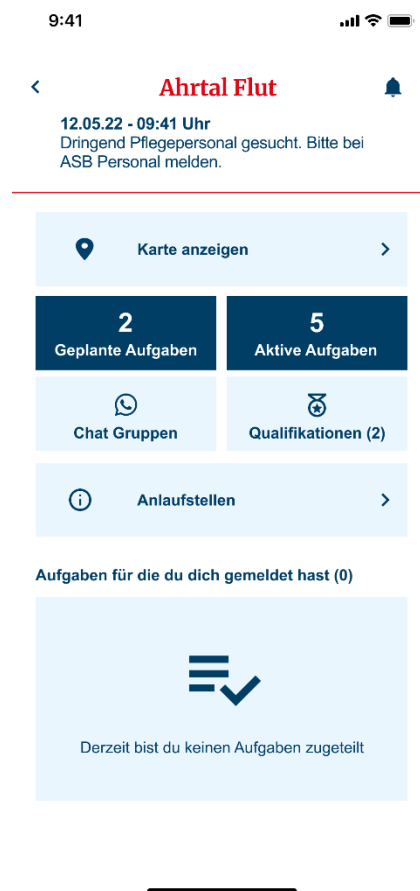 9:41
Ahrtal Flut
12.05.22 - 09:41 Uhr
Dringend Pflegepersonal gesucht. Bitte bei
ASB Personal melden.
Karte anzeigen
2
Geplante Aufgaben
5
Aktive Aufgaben
Chat Gruppen
Qualifikationen (2)
Anlaufstellen
Aufgaben für die du dich gemeldet hast (0)
Derzeit bist du keinen Aufgaben zugeteilt